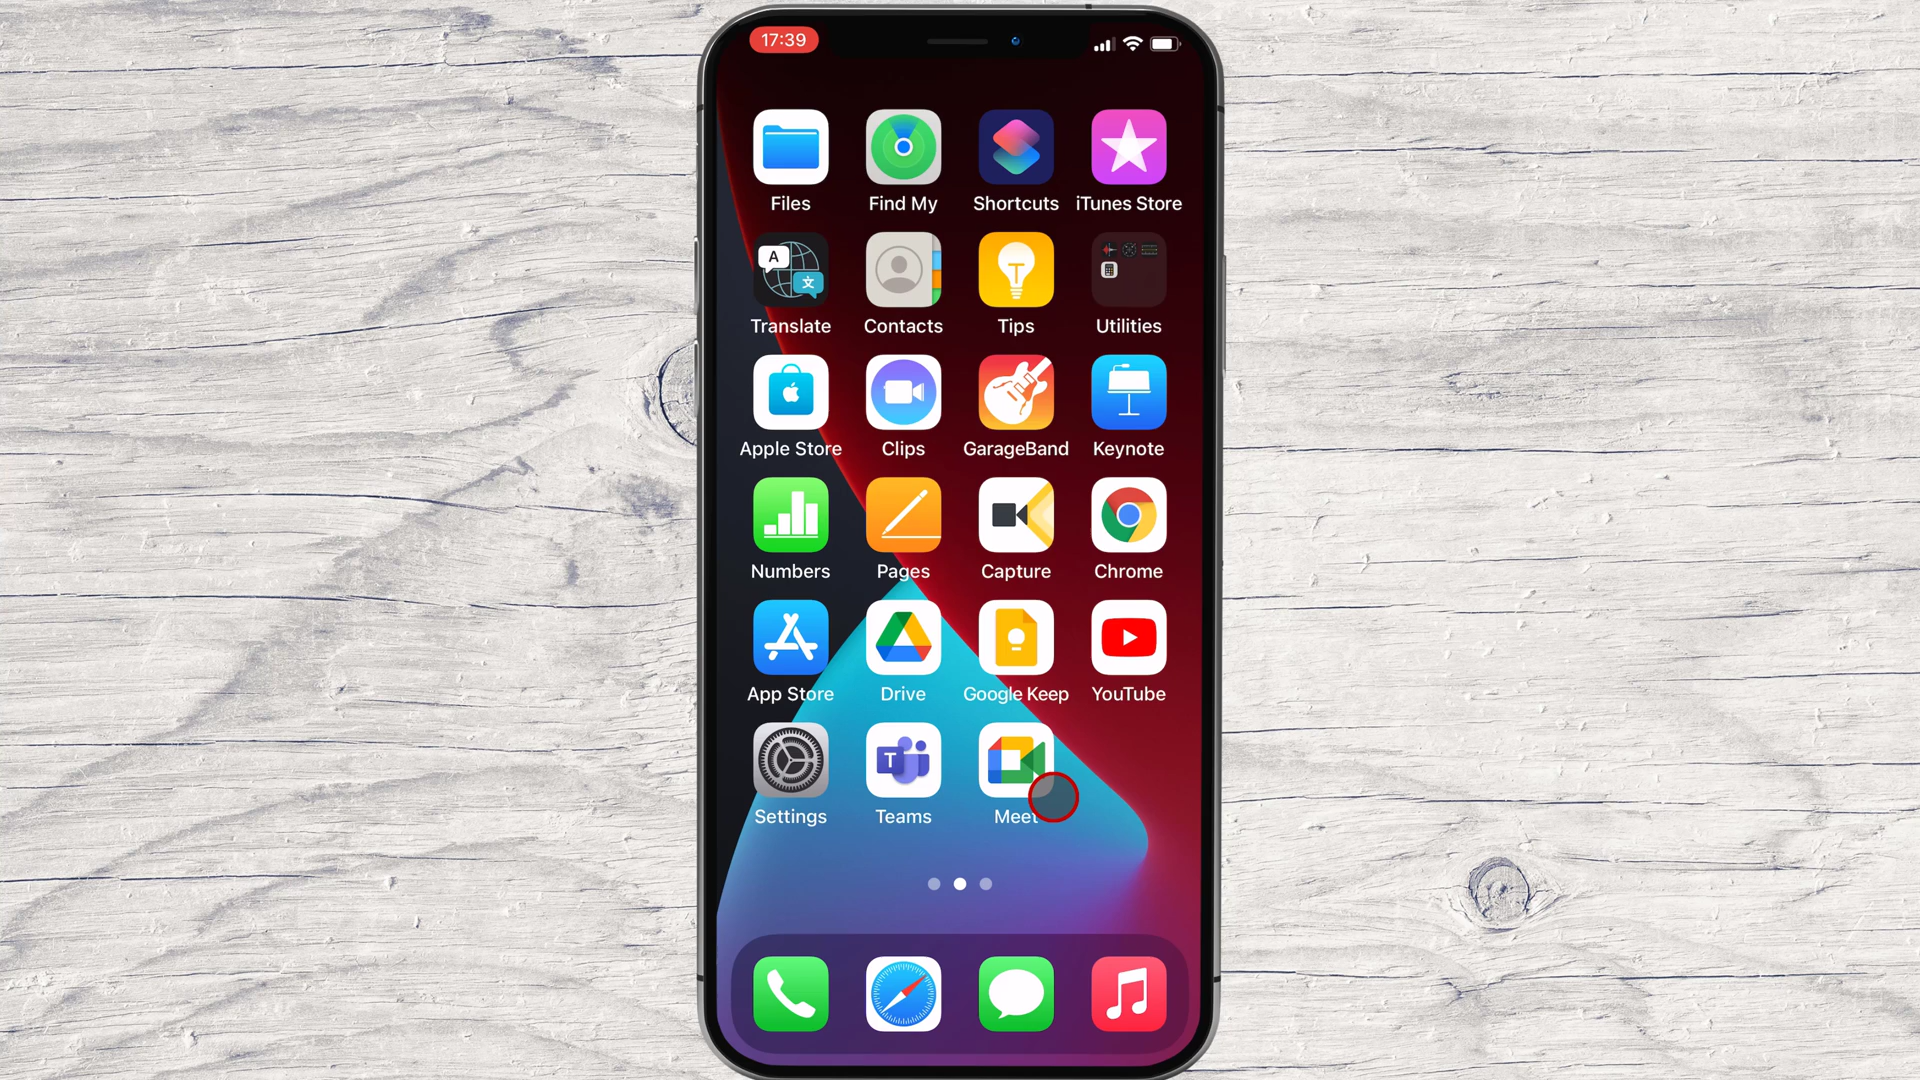 17:39
Files Find My Shortcuts iTunes Store
A
文
T
Translate Contacts Tips Utilities
Apple Store Clips GarageBand Keynote
Numbers Pages Capture Chrome
App Store Drive Google Keep YouTube
T
Settings Teams Meet